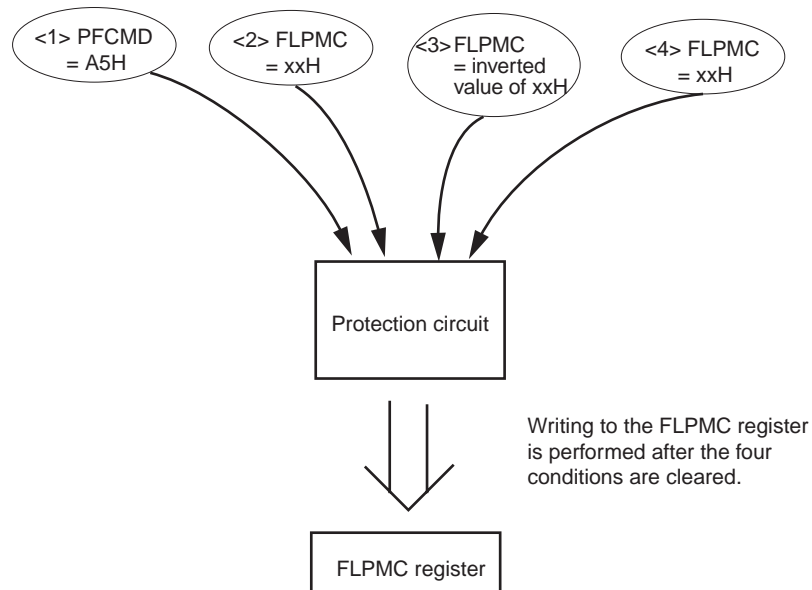 <1> PFCMD
= A5H
<2> FLPMC
= xxH
<3> FLPMC
= inverted
value of xxH
<4> FLPMC
= xxH
Protection circuit
Writing to the FLPMC register
is performed after the four
conditions are cleared.
FLPMC register